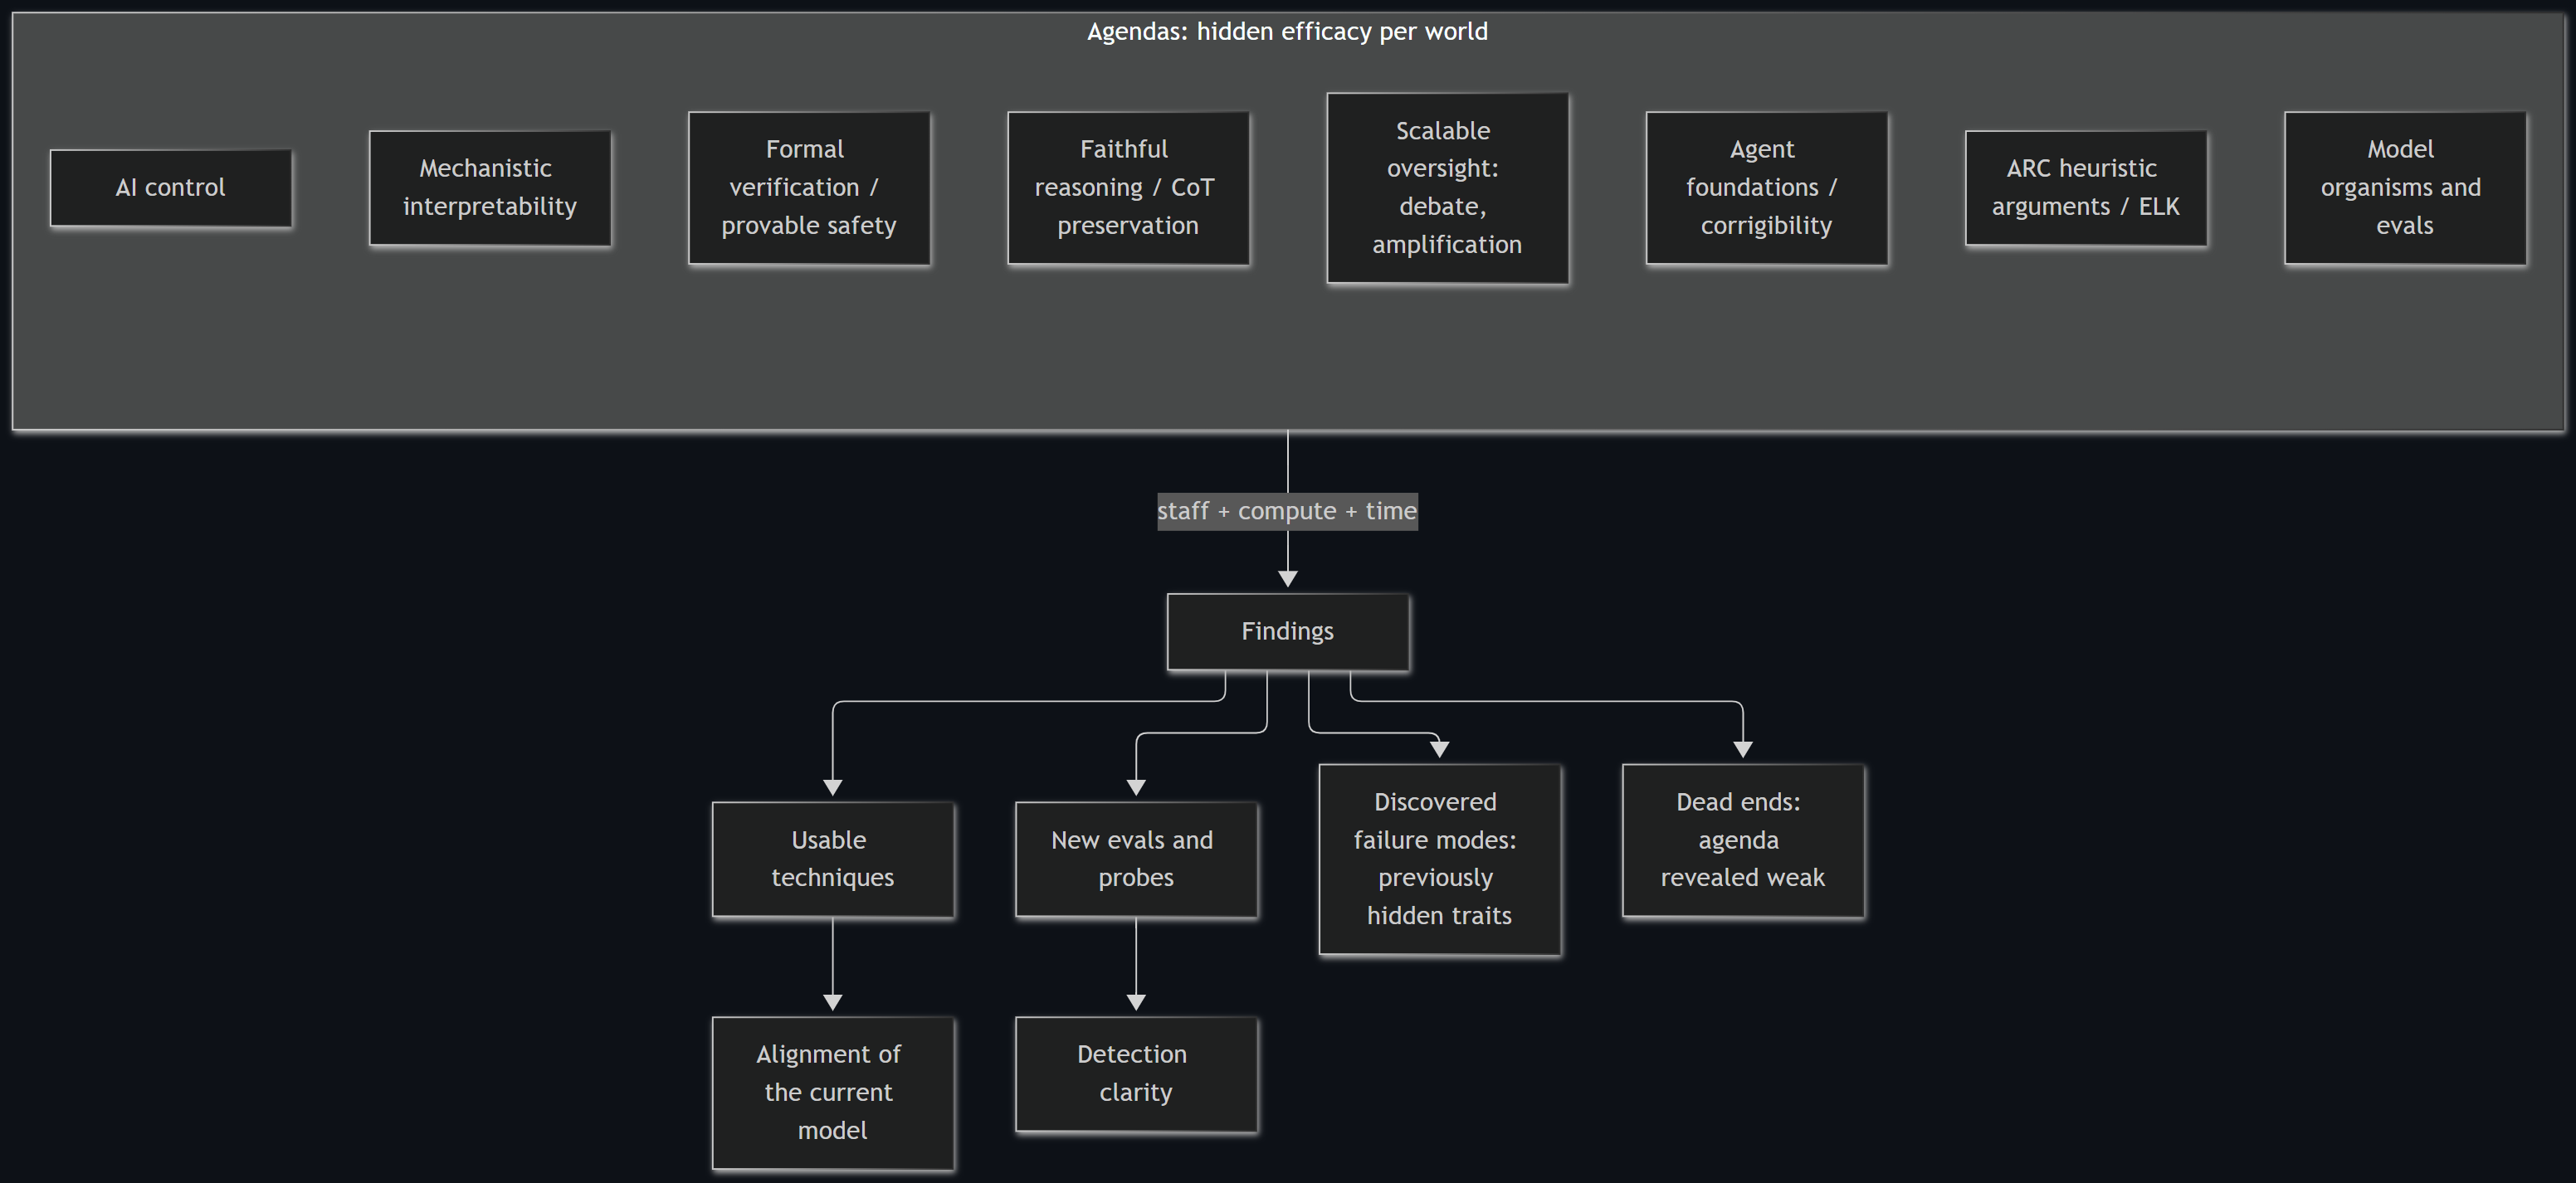 Agendas: hidden efficacy per world
AI control
Mechanistic
interpretability
Formal
verification /
provable safety
Faithful
reasoning / CoT
preservation
Scalable
oversight:
debate,
amplification
Agent
foundations /
corrigibility
ARC heuristic
arguments / ELK
Model
organisms and
evals
staff + compute + time
Findings
Usable
techniques
New evals and
probes
Discovered
failure modes:
previously
hidden traits
Dead ends:
agenda
revealed weak
Alignment of
the current
model
Detection
clarity